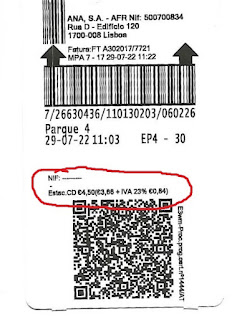 ANA, S.A. - AFR Nif: 500700834
Rua D - Edificio 120
1700-008 Lisboa
Fatura:FT A302017/7721
MPA 7 - 17 29-07-22 11:22
7/26630436/110130203/060226
Parque 4
29-07-22 11:03 EP4 - 30
NIF: ----------
-
Estac.CD €4,50(€3,66 + IVA 23% €0,84)